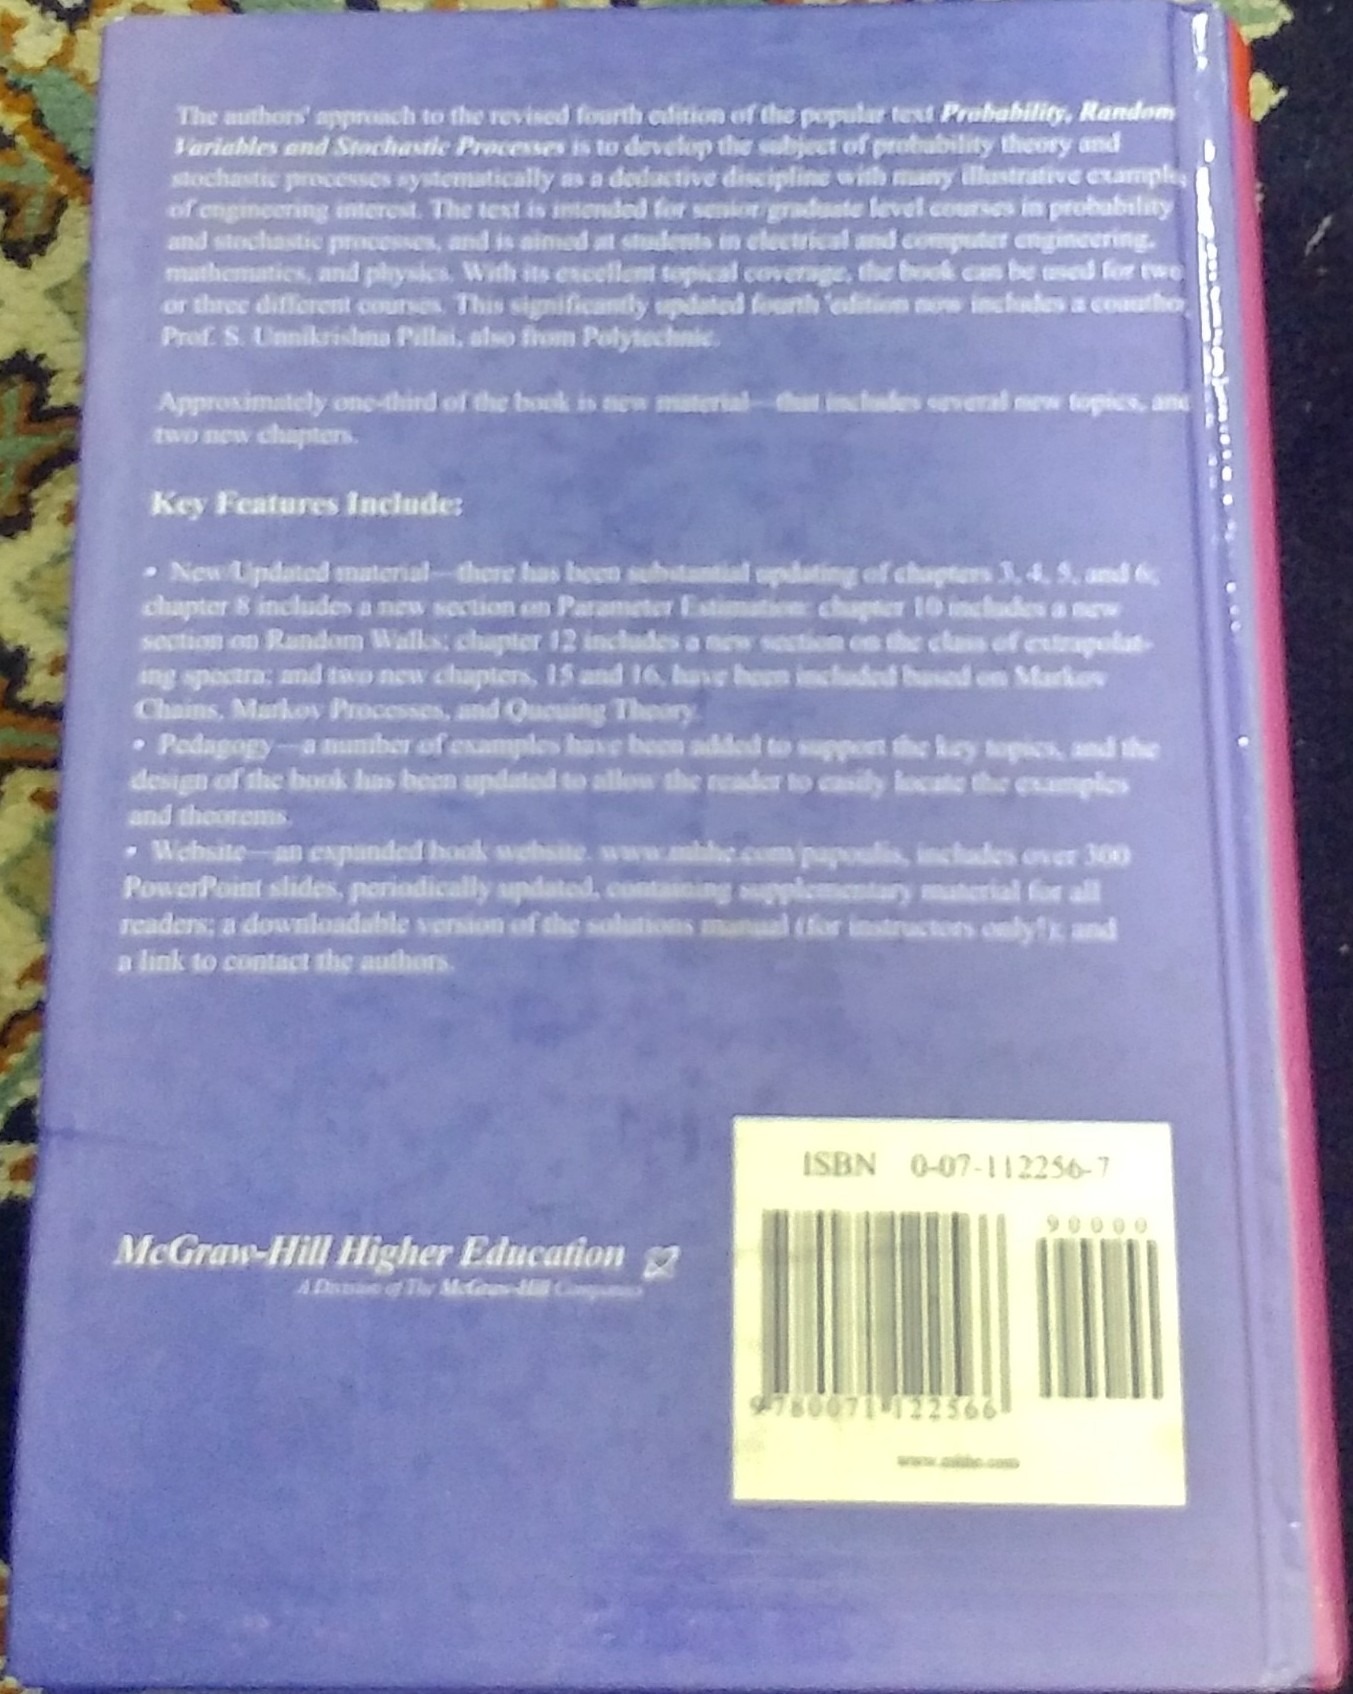 The authors' approach to the revised fourth edition of the popular text Probability, Random
Variables and Stochastic Processes is to develop the subject of probability theory and
stochastic processes systematically as a deductive discipline with many illustrative example
of engineering interest. The text is intended for senior/graduate level courses in probability
and stochastic processes, and is aimed at students in electrical and computer engineering,
mathematics, and physics. With its excellent topical coverage, the book can be used for two
or three different courses. This significantly updated fourth edition now includes a coautho
Prof. S. Unnikrishna Pillai, also from Polytechnic.
Approximately one-third of the book is new material—that includes several new topics, and
two new chapters.
Key Features Include:
• New/Updated material—there has been substantial updating of chapters 3, 4, 5, and 6;
chapter 8 includes a new section on Parameter Estimation; chapter 10 includes a new
section on Random Walks; chapter 12 includes a new section on the class of extrapolat-
ing spectra; and two new chapters, 15 and 16, have been included based on Markov
Chains, Markov Processes, and Queuing Theory.
• Pedagogy—a number of examples have been added to support the key topics, and the
design of the book has been updated to allow the reader to easily locate the examples
and theorems.
• Website—an expanded book website, www.mhhe.com/papoulis, includes over 300
PowerPoint slides, periodically updated, containing supplementary material for all
readers; a downloadable version of the solutions manual (for instructors only!); and
a link to contact the authors.
ISBN 0-07-112256-7
90000
9 780071 122566
www.mhhe.com
McGraw-Hill Higher Education
A Division of The McGraw-Hill Companies